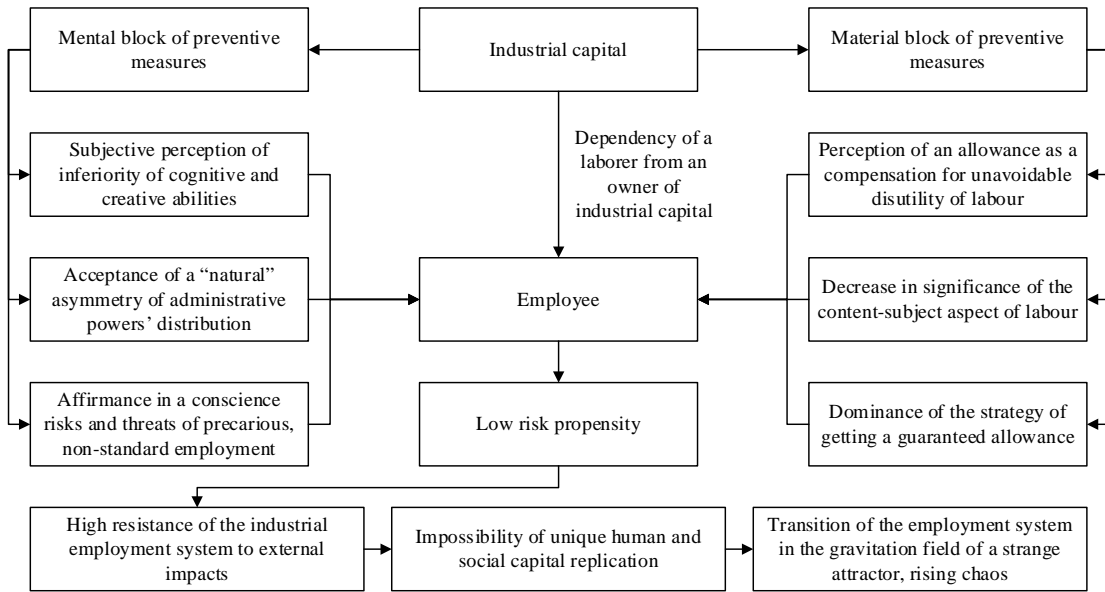 Mental block of preventive
measures
Industrial capital
Material block of preventive
measures
Dependency of a
laborer from an
owner of
industrial capital
Subjective perception of
inferiority of cognitive and
creative abilities
Perception of an allowance as a
compensation for unavoidable
disutility of labour
Acceptance of a “natural”
asymmetry of administrative
powers’ distribution
Employee
Decrease in significance of the
content-subject aspect of labour
Affirmance in a conscience
risks and threats of precarious,
non-standard employment
Low risk propensity
Dominance of the strategy of
getting a guaranteed allowance
High resistance of the industrial
employment system to external
impacts
Impossibility of unique human and
social capital replication
Transition of the employment system
in the gravitation field of a strange
attractor, rising chaos